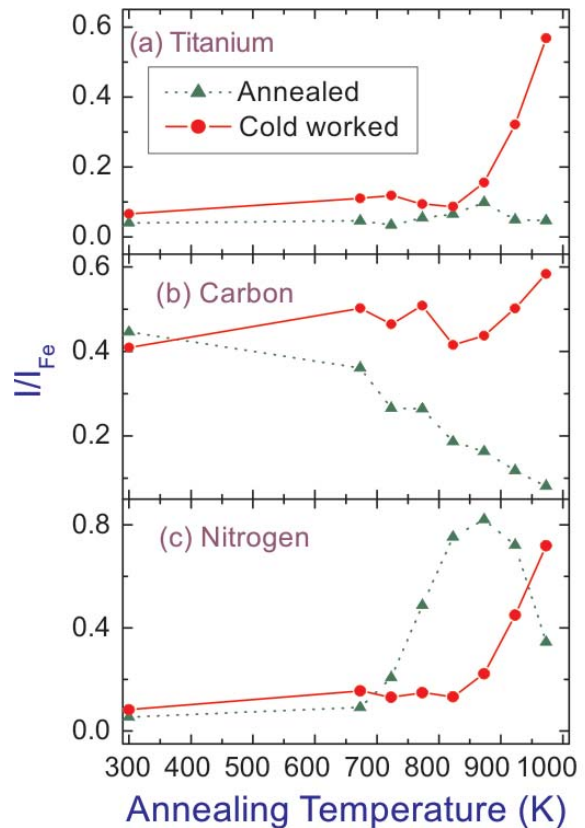 0.6
(a) Titanium
Annealed
Cold worked
0.4
0.2
0.0
0.6
(b) Carbon
0.4
0.2
I/I_Fe
0.8
(c) Nitrogen
0.4
0.0
300 400 500 600 700 800 900 1000
Annealing Temperature (K)